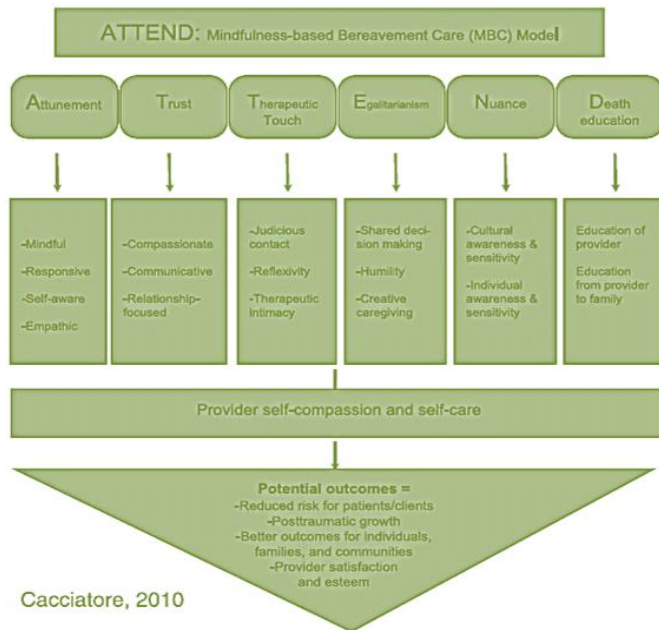 ATTEND: Mindfulness-based Bereavement Care (MBC) Model
Attunement
Trust
Therapeutic
Touch
Egalitarianism
Nuance
Death
education
-Mindful
-Responsive
-Self-aware
-Empathic
-Compassionate
-Communicative
-Relationship-
focused
-Judicious
contact
-Reflexivity
-Therapeutic
intimacy
-Shared deci-
sion making
-Humility
-Creative
caregiving
-Cultural
awareness &
sensitivity
-Individual
awareness &
sensitivity
Education of
provider
Education
from provider
to family
Provider self-compassion and self-care
Potential outcomes =
-Reduced risk for patients/clients
-Posttraumatic growth
-Better outcomes for individuals,
families, and communities
-Provider satisfaction
and esteem
Cacciatore, 2010